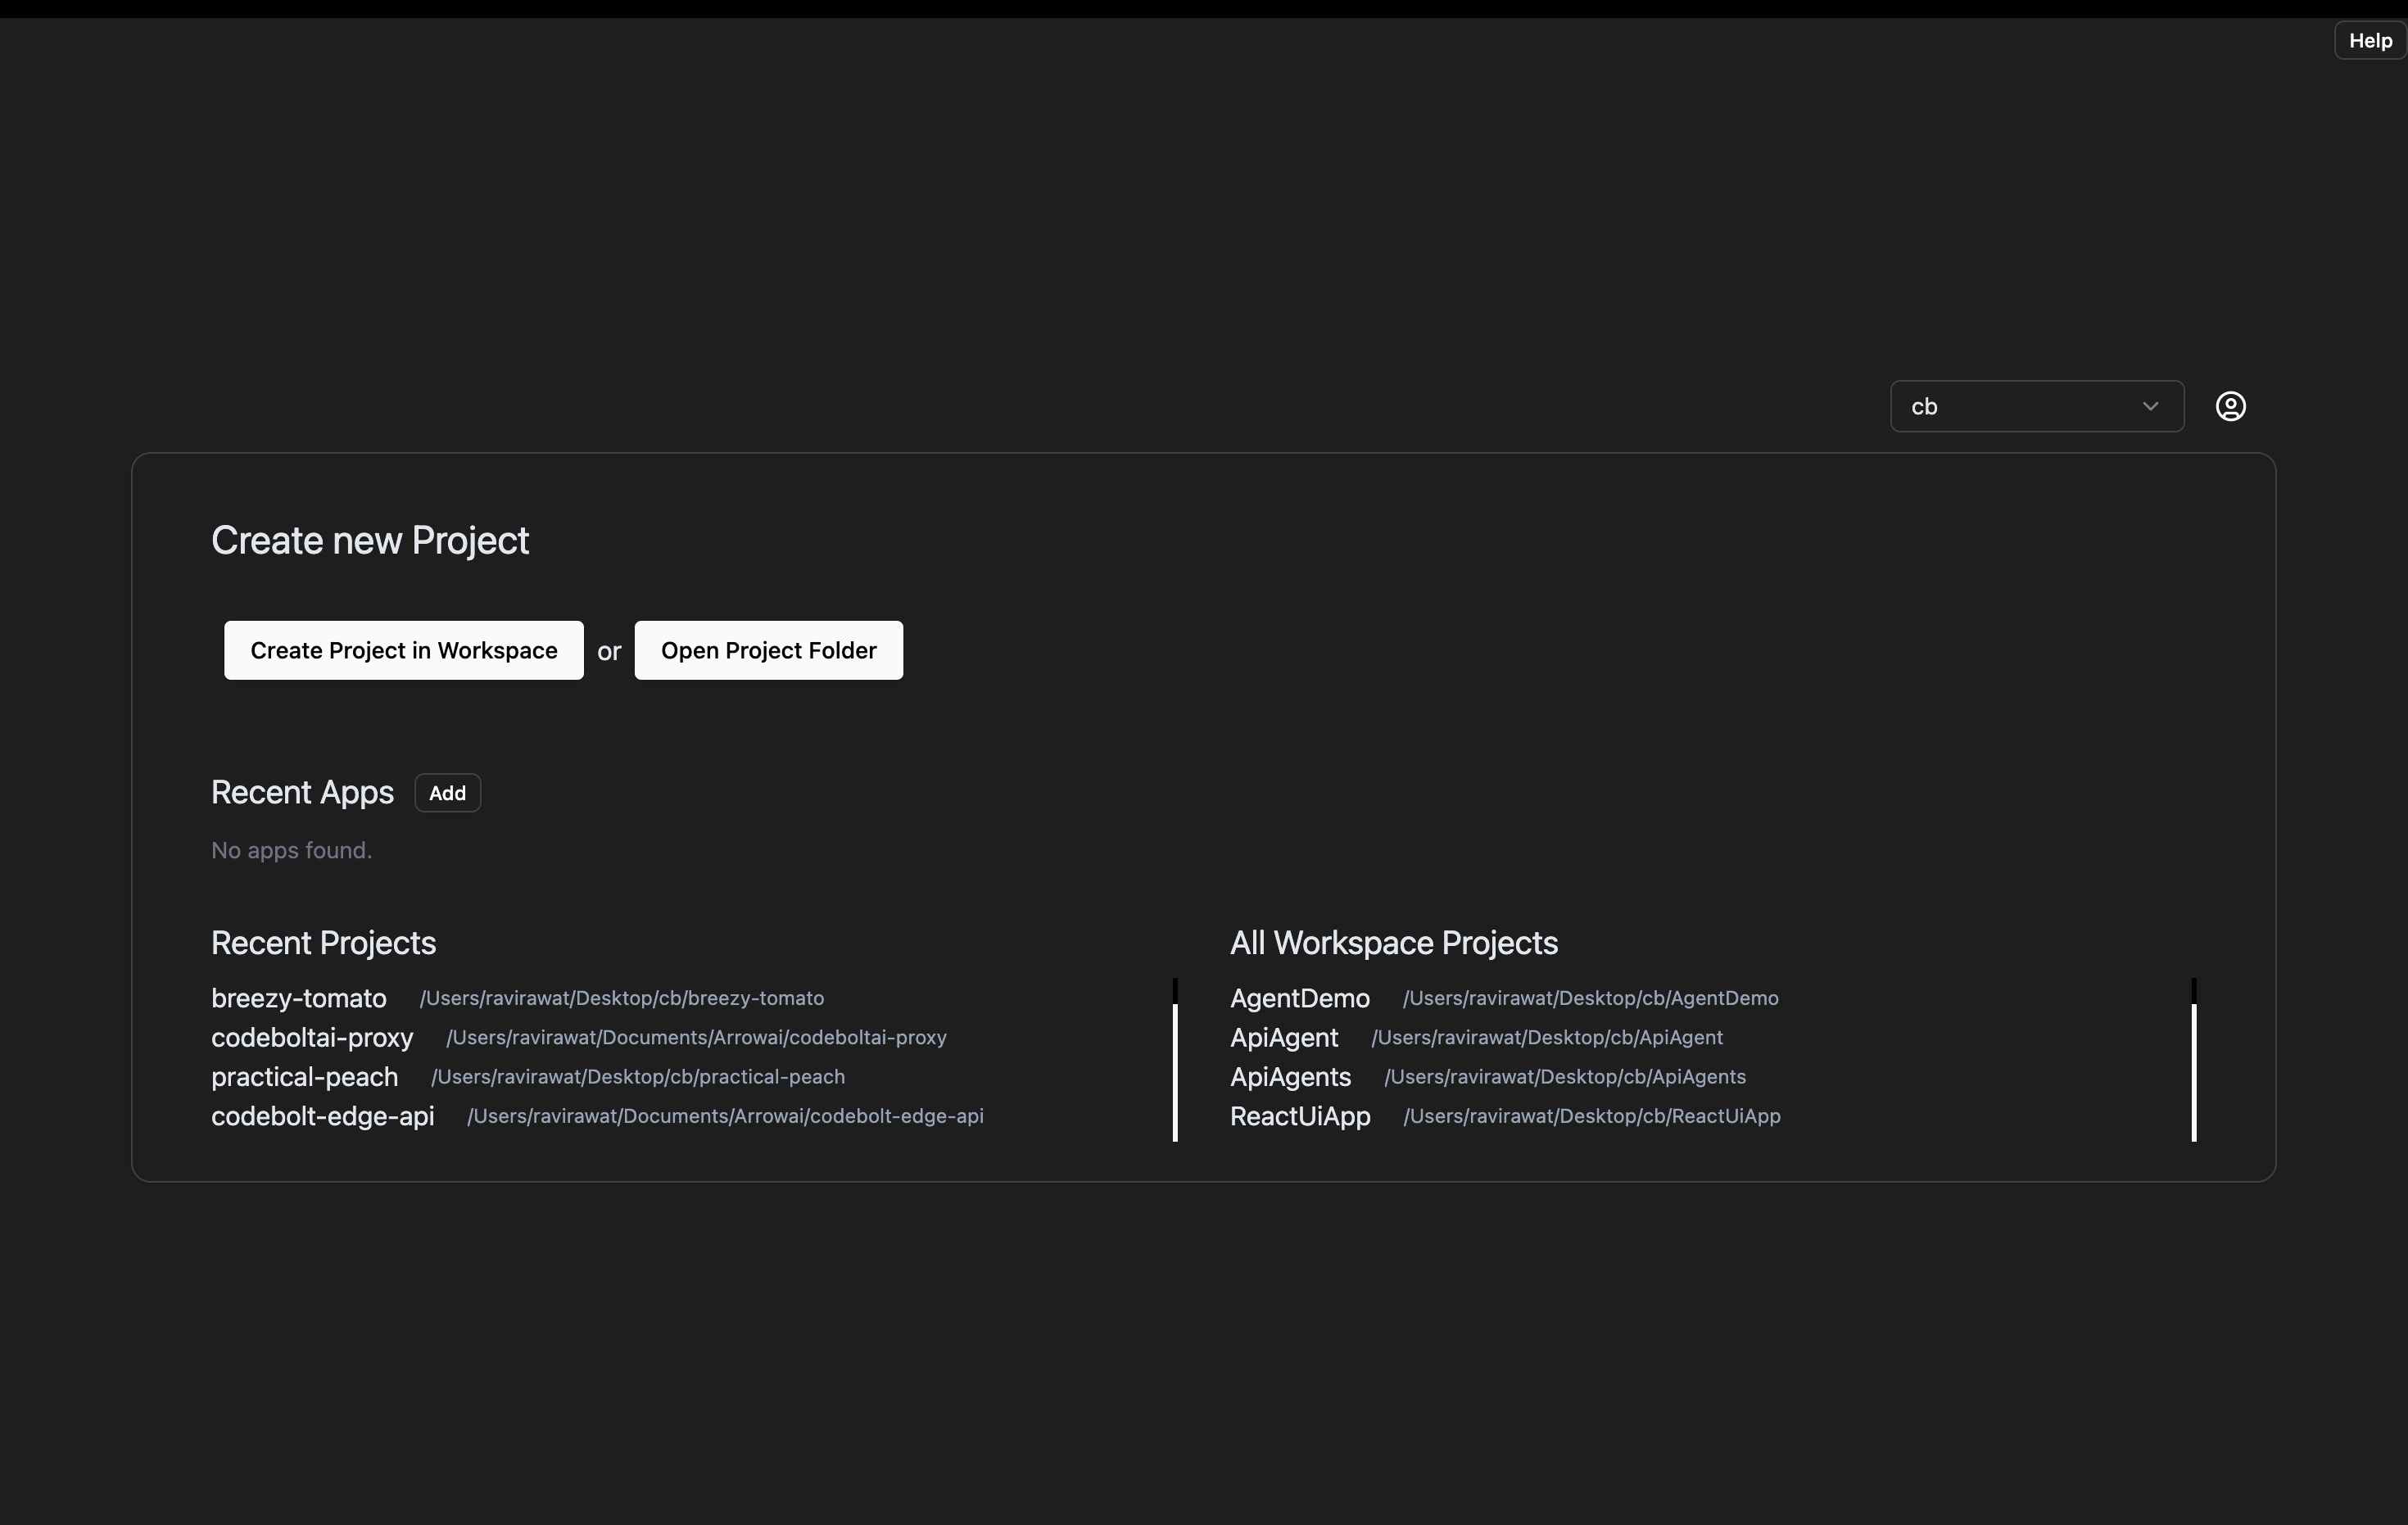 Help
cb
Create new Project
Create Project in Workspace or Open Project Folder
Recent Apps Add
No apps found.
Recent Projects
breezy-tomato /Users/ravirawat/Desktop/cb/breezy-tomato
codeboltai-proxy /Users/ravirawat/Documents/Arrowai/codeboltai-proxy
practical-peach /Users/ravirawat/Desktop/cb/practical-peach
codebolt-edge-api /Users/ravirawat/Documents/Arrowai/codebolt-edge-api
All Workspace Projects
AgentDemo /Users/ravirawat/Desktop/cb/AgentDemo
ApiAgent /Users/ravirawat/Desktop/cb/ApiAgent
ApiAgents /Users/ravirawat/Desktop/cb/ApiAgents
ReactUiApp /Users/ravirawat/Desktop/cb/ReactUiApp